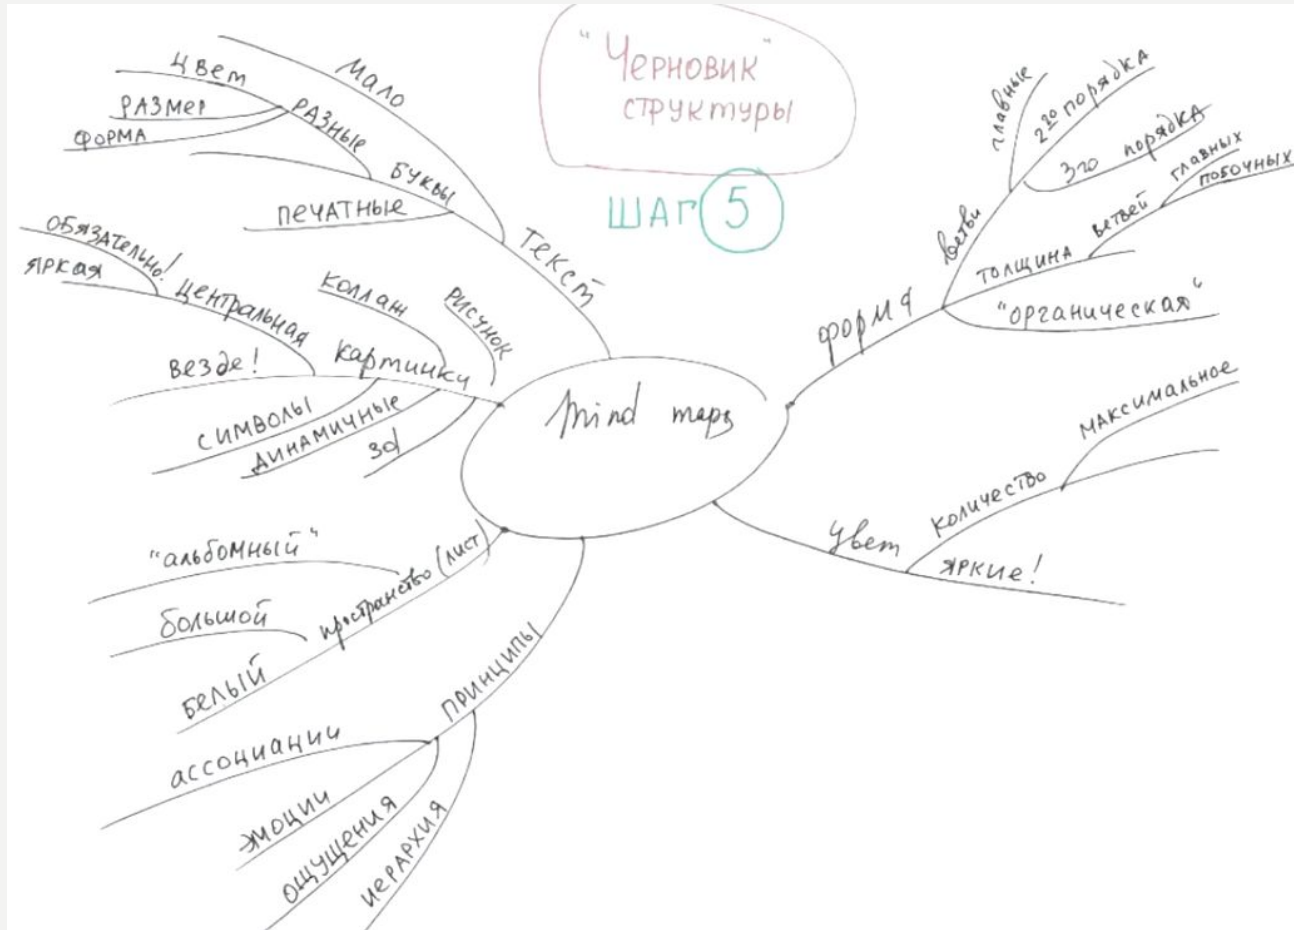 "Черновик"
структуры
ШАГ 5
mind maps
текст
мало
буквы
разные
цвет
размер
форма
печатные
картинки
рисунок
коллаж
центральная
обязательно!
яркая
везде!
символы
динамичные
3d
пространство (лист)
"альбомный"
большой
белый
принципы
ассоциации
эмоции
ощущения
иерархия
форма
ветви
главные
2го порядка
3го порядка
толщина
ветвей
главных
побочных
"органическая"
цвет
количество
максимальное
яркие!